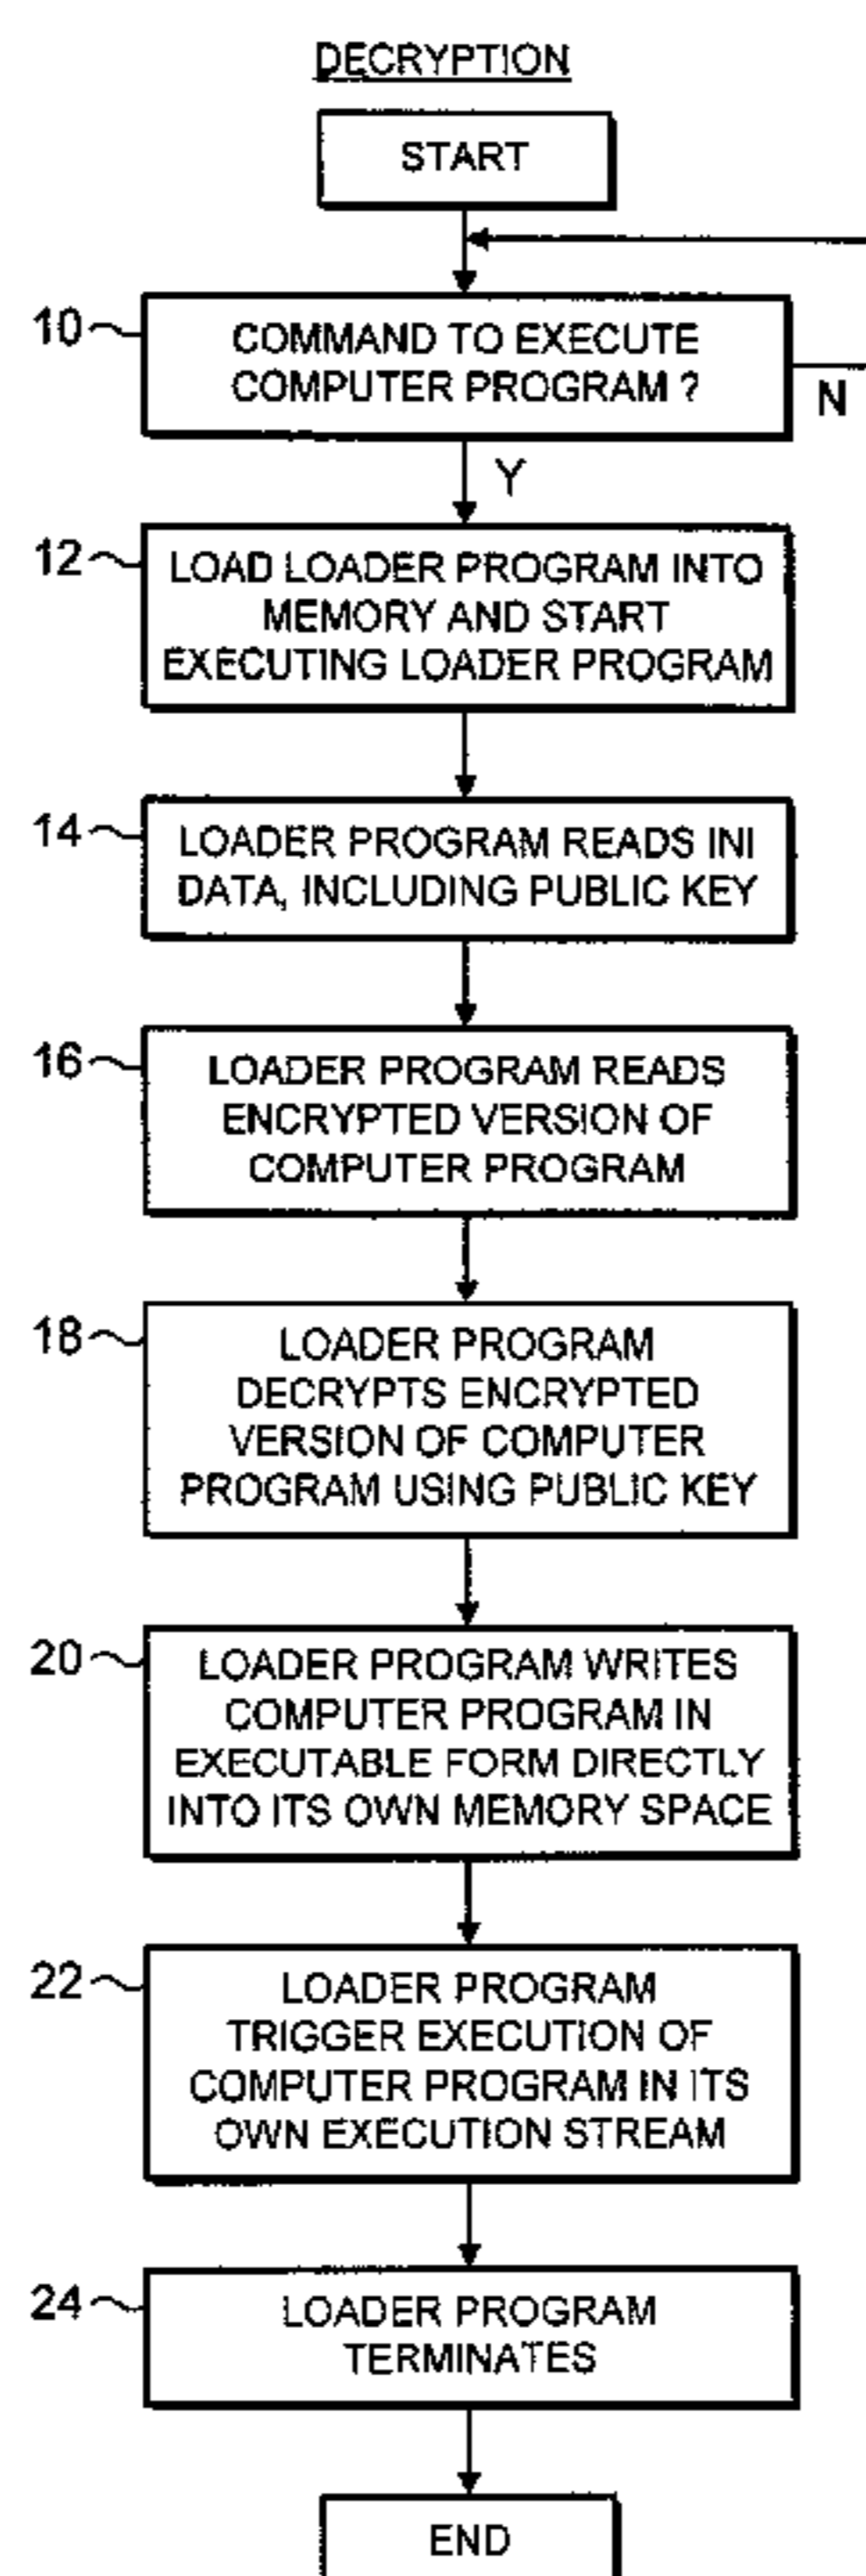 DECRYPTION
START
10
COMMAND TO EXECUTE
COMPUTER PROGRAM ?
N
Y
12
LOAD LOADER PROGRAM INTO
MEMORY AND START
EXECUTING LOADER PROGRAM
14
LOADER PROGRAM READS INI
DATA, INCLUDING PUBLIC KEY
16
LOADER PROGRAM READS
ENCRYPTED VERSION OF
COMPUTER PROGRAM
18
LOADER PROGRAM
DECRYPTS ENCRYPTED
VERSION OF COMPUTER
PROGRAM USING PUBLIC KEY
20
LOADER PROGRAM WRITES
COMPUTER PROGRAM IN
EXECUTABLE FORM DIRECTLY
INTO ITS OWN MEMORY SPACE
22
LOADER PROGRAM
TRIGGER EXECUTION OF
COMPUTER PROGRAM IN ITS
OWN EXECUTION STREAM
24
LOADER PROGRAM
TERMINATES
END